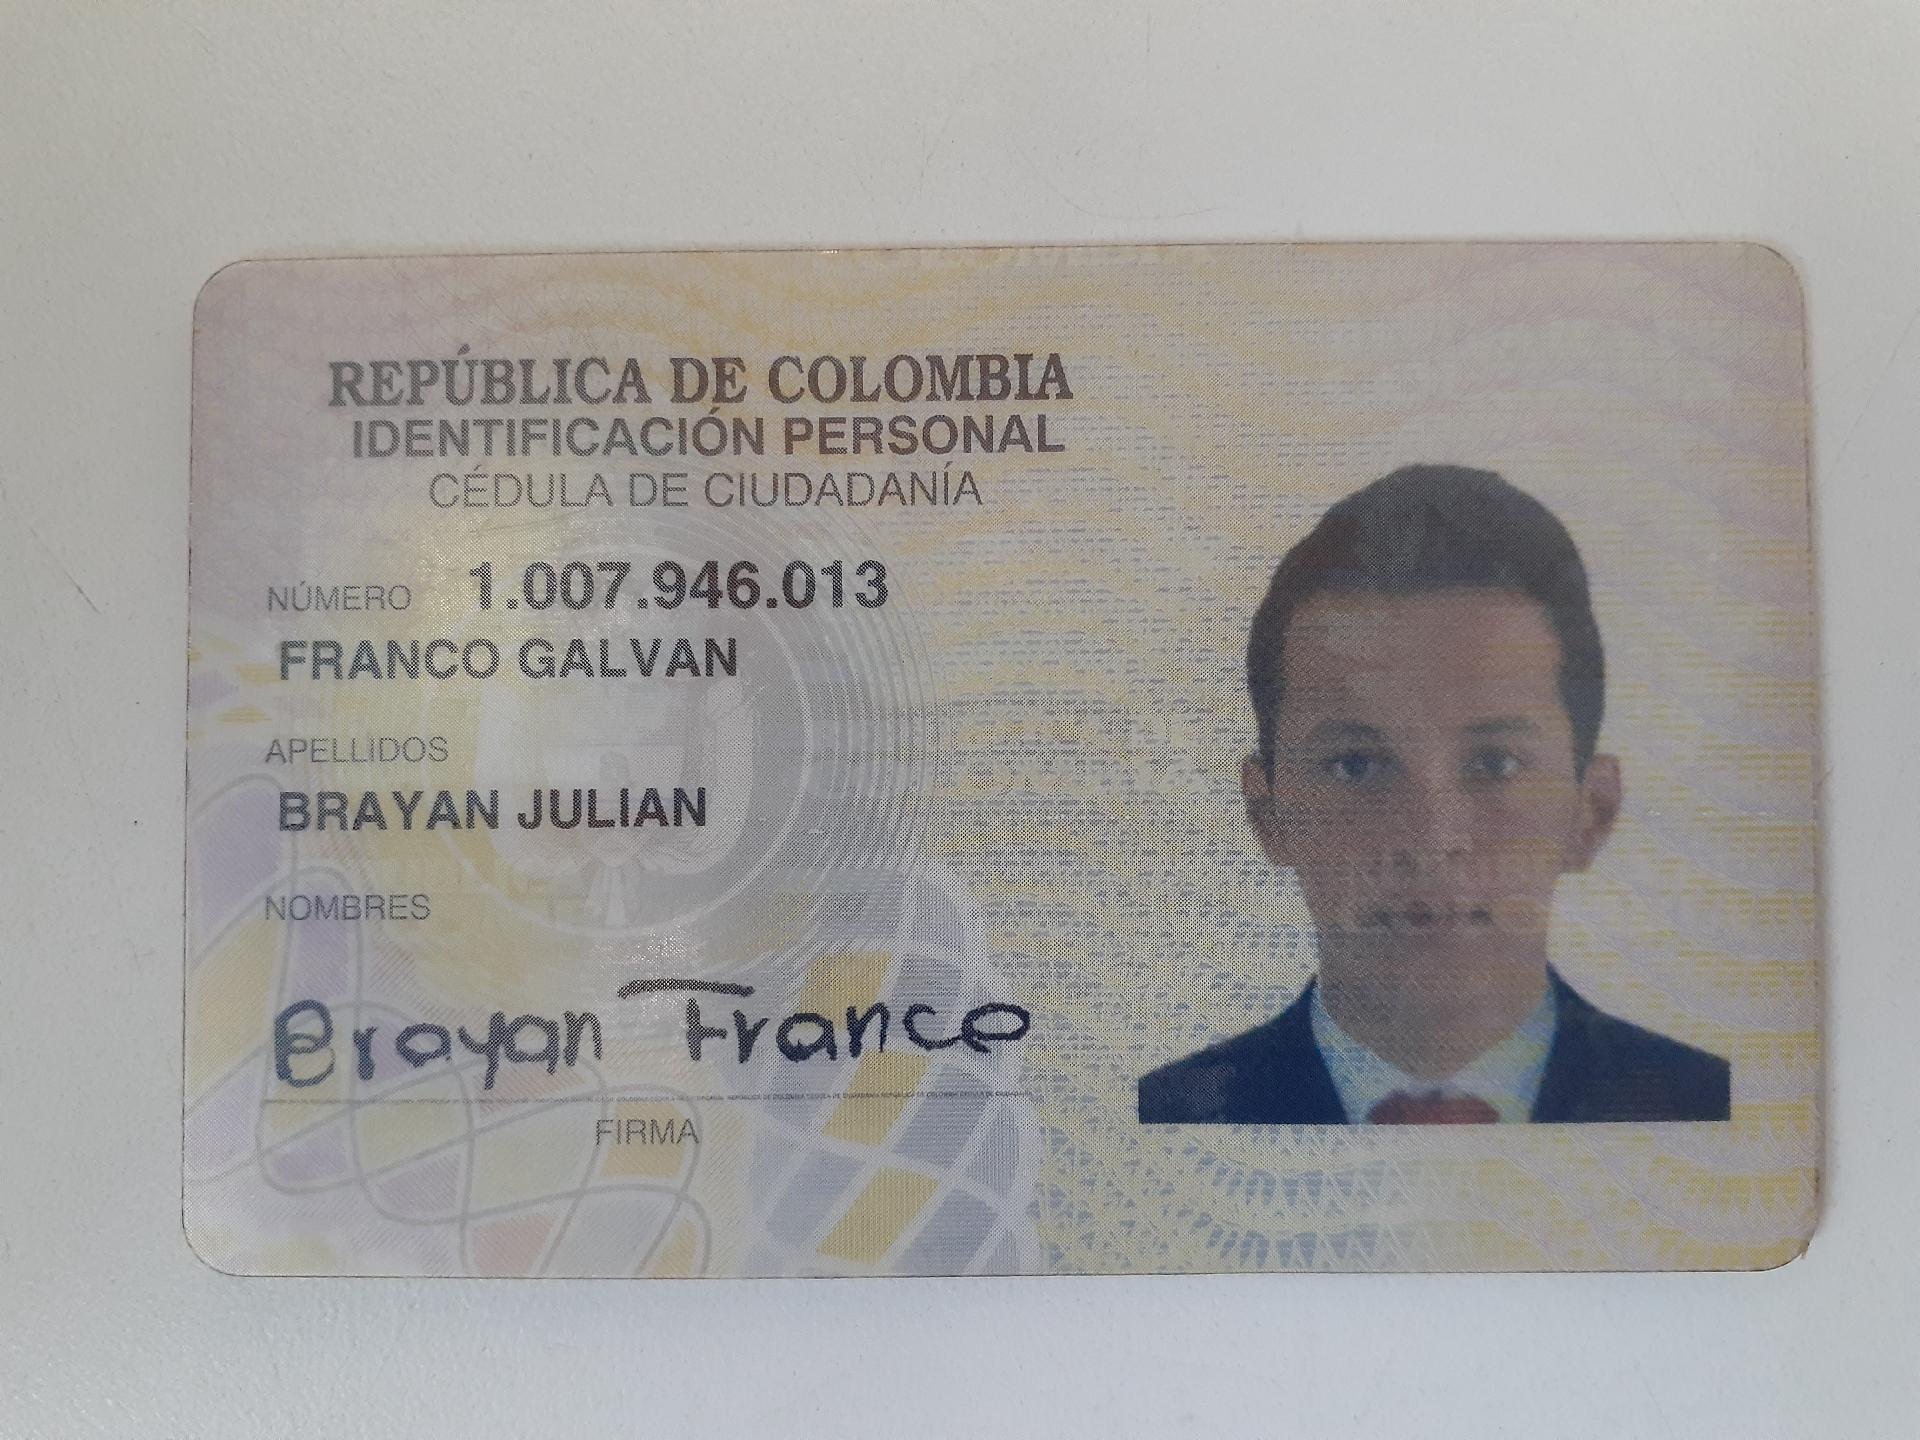 REPÚBLICA DE COLOMBIA
IDENTIFICACIÓN PERSONAL
CÉDULA DE CIUDADANÍA
NÚMERO 1.007.946.013
FRANCO GALVAN
APELLIDOS
BRAYAN JULIAN
NOMBRES
Brayan Franco
FIRMA